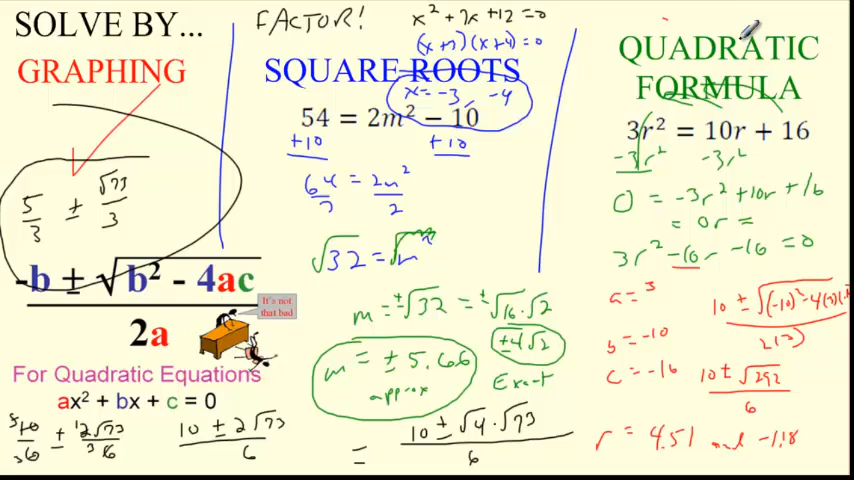 SOLVE BY...
GRAPHING
5/3 ± √73/3
-b ± √b² - 4ac
2a
It's not
that bad
For Quadratic Equations
ax² + bx + c = 0
± 2√73
10 ± 2√73
6
FACTOR!
x² + 7x + 12 = 0
(x+3)(x+4)=0
SQUARE ROOTS
x = -3, -4
54 = 2m² − 10
+10 +10
64/2 = 2m²/2
√32 = √m²
m = ±√32 = ±√16·√2
±4√2
m = ±5.66
approx
Exact
= 10 ± √4·√73
6
QUADRATIC
FORMULA
3r² = 10r + 16
-3r² -3r²
0 = -3r² + 10r + 16
= 0r =
3r² - 10r - 16 = 0
a = 3
b = -10
c = -16
10 ± √(-10)² - 4(3)(
2(3)
10 ± √292
6
r = 4.51 and -1.18